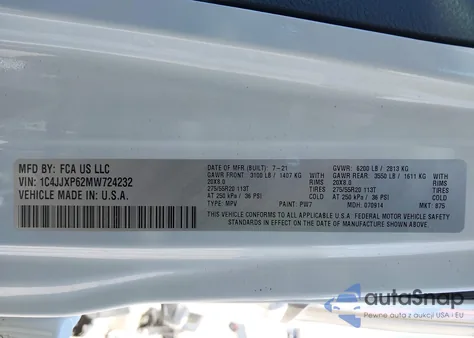 MFD BY: FCA US LLC
VIN: 1C4JJXP62MW724232
VEHICLE MADE IN: U.S.A.
DATE OF MFR (BUILT): 7-21 GVWR: 6200 LB / 2813 KG
GAWR FRONT: 3100 LB / 1407 KG WITH GAWR REAR: 3550 LB / 1611 KG WITH
20X8.0 RIMS 20X8.0 RIMS
275/55R20 113T TIRES 275/55R20 113T TIRES
AT 250 kPa / 36 PSI COLD AT 250 kPa / 36 PSI COLD
THIS VEHICLE CONFORMS TO ALL APPLICABLE U.S.A. FEDERAL MOTOR VEHICLE SAFETY
STANDARDS IN EFFECT ON THE DATE OF MANUFACTURE SHOWN ABOVE.
TYPE: MPV PAINT: PW7 MDH: 070914 MKT: 875
autoSnap
Pewne auta z aukcji USA i EU